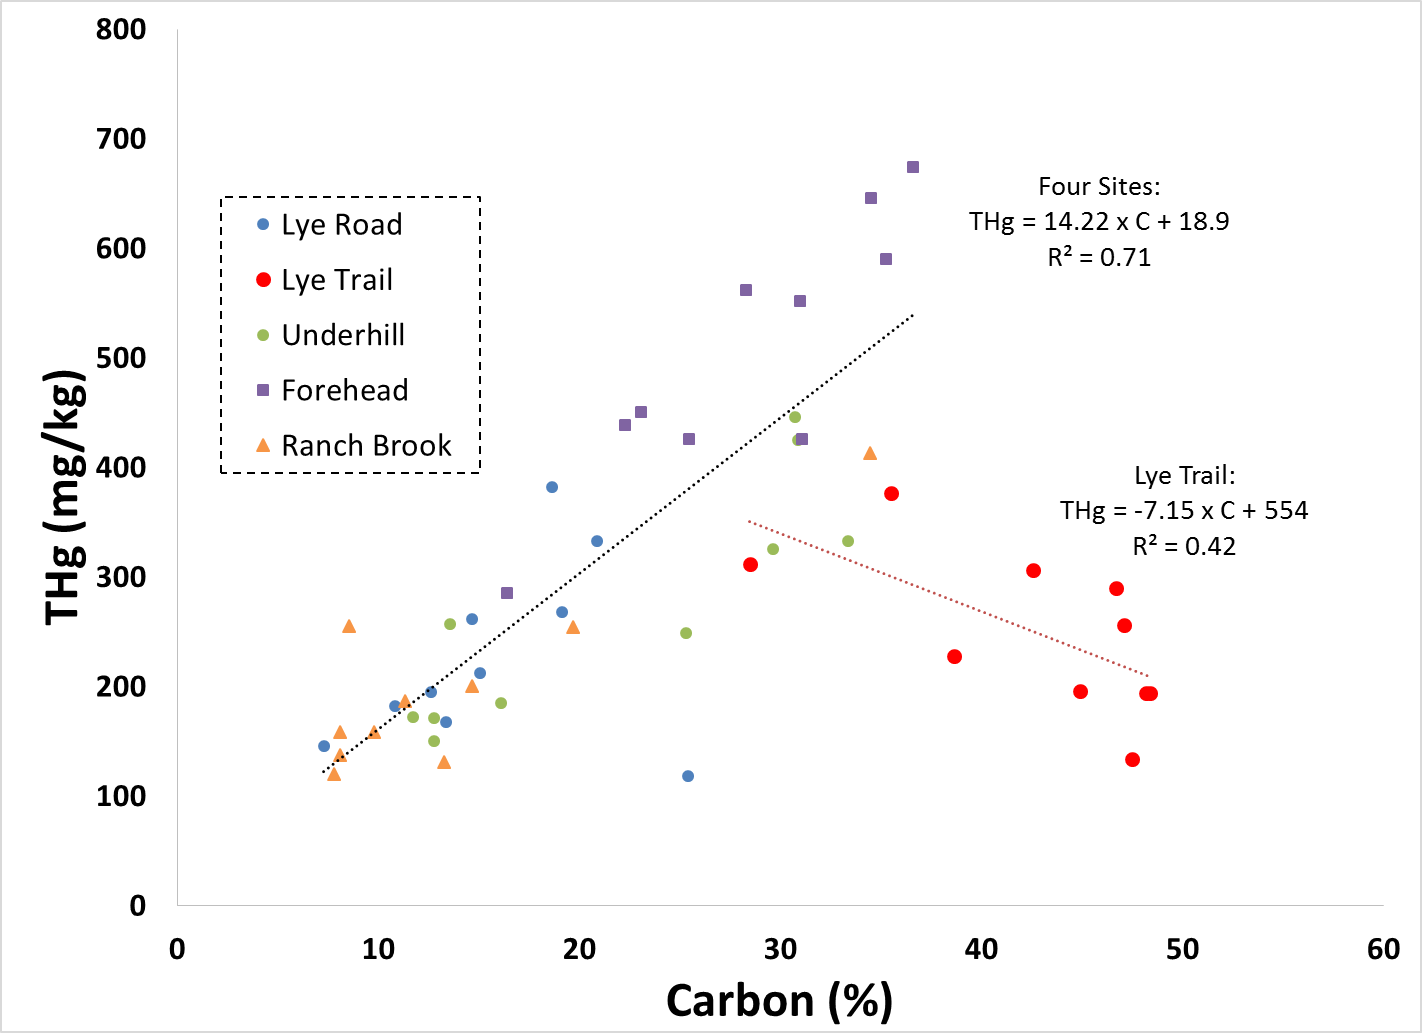 800
700
600
500
400
300
200
100
0
THg (mg/kg)
Lye Road
Lye Trail
Underhill
Forehead
Ranch Brook
Four Sites:
THg = 14.22 x C + 18.9
R² = 0.71
Lye Trail:
THg = -7.15 x C + 554
R² = 0.42
0 10 20 30 40 50 60
Carbon (%)